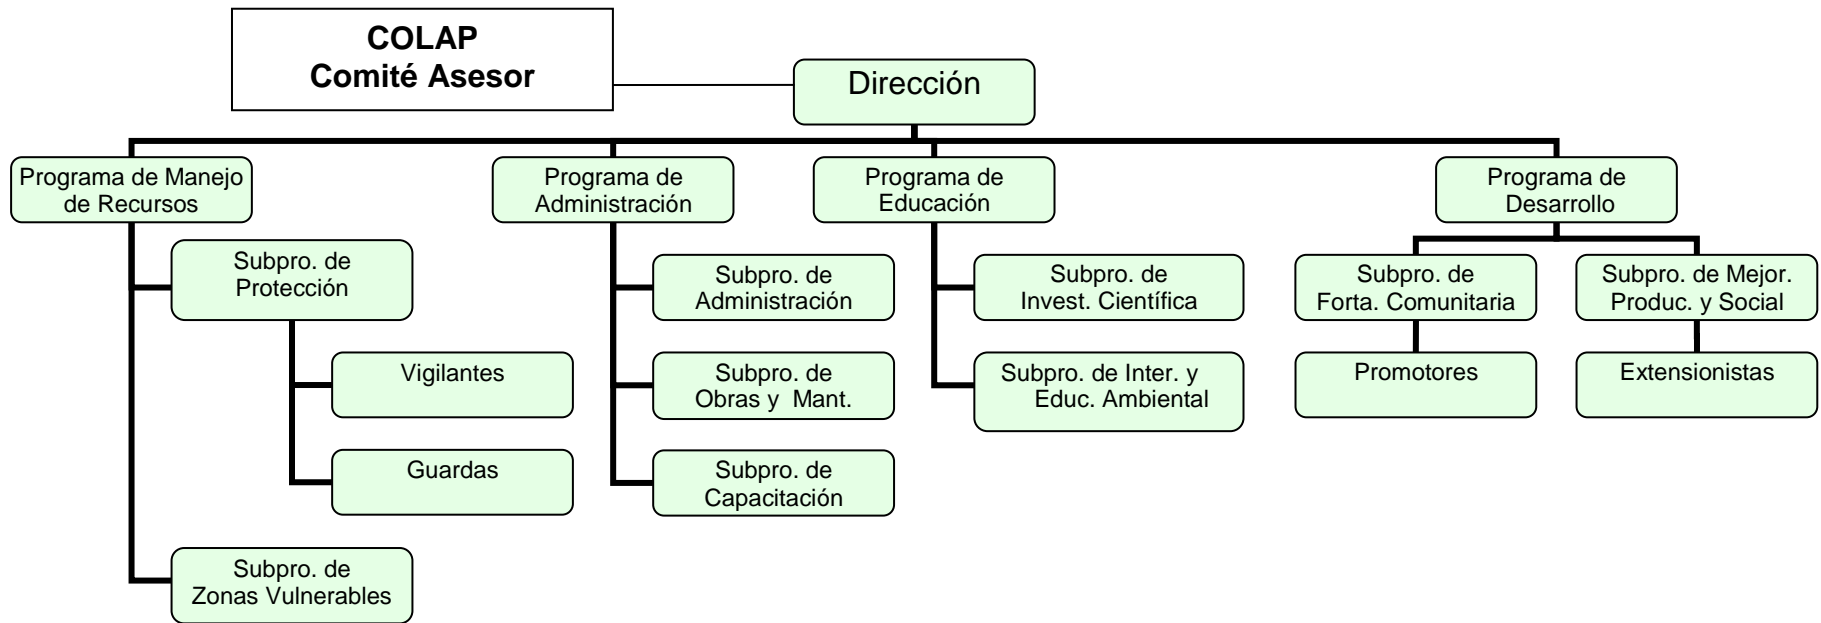 COLAP
Comité Asesor
Dirección
Programa de Manejo
de Recursos
Programa de
Administración
Programa de
Educación
Programa de
Desarrollo
Subpro. de
Protección
Subpro. de
Administración
Subpro. de
Invest. Científica
Subpro. de
Forta. Comunitaria
Subpro. de Mejor.
Produc. y Social
Vigilantes
Subpro. de
Obras y Mant.
Subpro. de Inter. y
Educ. Ambiental
Promotores
Extensionistas
Guardas
Subpro. de
Capacitación
Subpro. de
Zonas Vulnerables